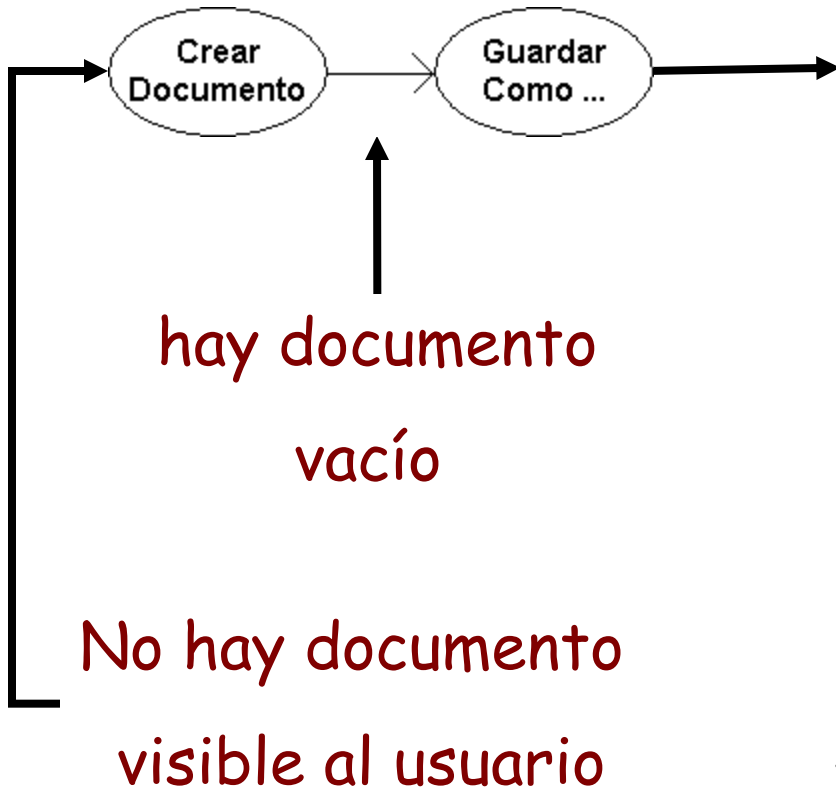 Crear
Documento
Guardar
Como ...
hay documento
vacío
No hay documento
visible al usuario